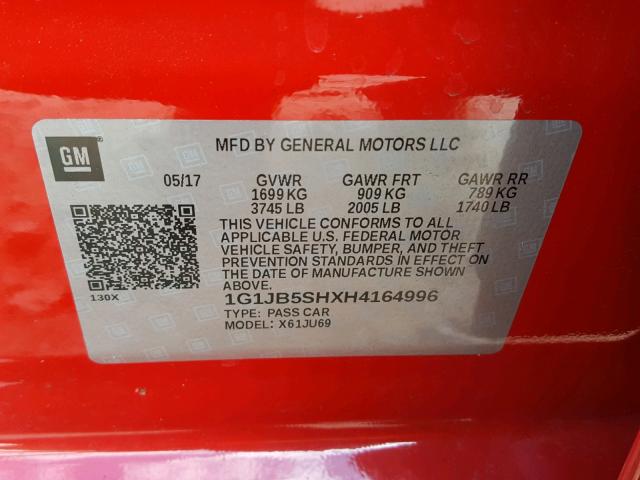 GM
MFD BY GENERAL MOTORS LLC
05/17 GVWR GAWR FRT GAWR RR
1699 KG 909 KG 789 KG
3745 LB 2005 LB 1740 LB
THIS VEHICLE CONFORMS TO ALL
APPLICABLE U.S. FEDERAL MOTOR
VEHICLE SAFETY, BUMPER, AND THEFT
PREVENTION STANDARDS IN EFFECT ON
THE DATE OF MANUFACTURE SHOWN
ABOVE.
130X
1G1JB5SHXH4164996
TYPE: PASS CAR
MODEL: X61JU69